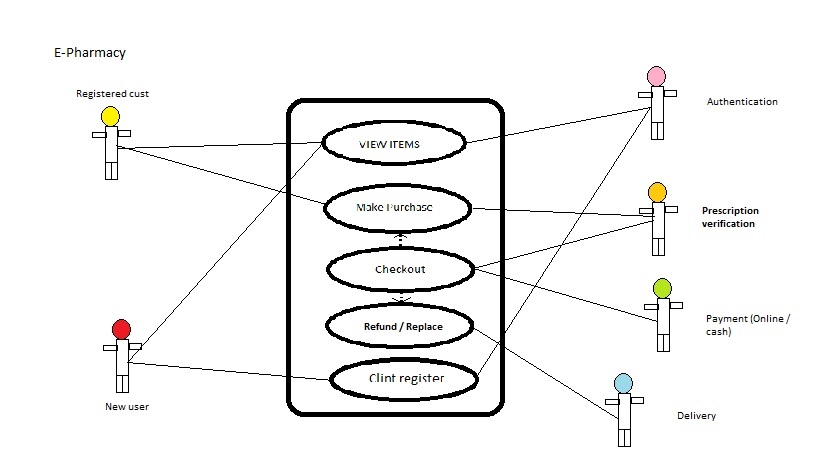 E-Pharmacy
Registered cust
Authentication
VIEW ITEMS
Make Purchase
Prescription
verification
Checkout
Refund / Replace
Payment (Online /
cash)
Clint register
New user
Delivery